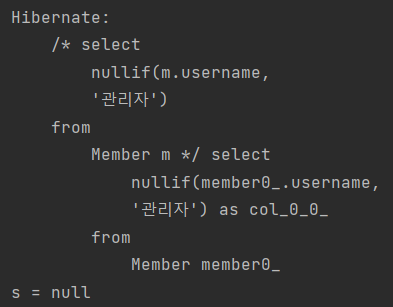 Hibernate:
    /* select
        nullif(m.username,
        '관리자')
    from
        Member m */ select
            nullif(member0_.username,
            '관리자') as col_0_0_
        from
            Member member0_
s = null